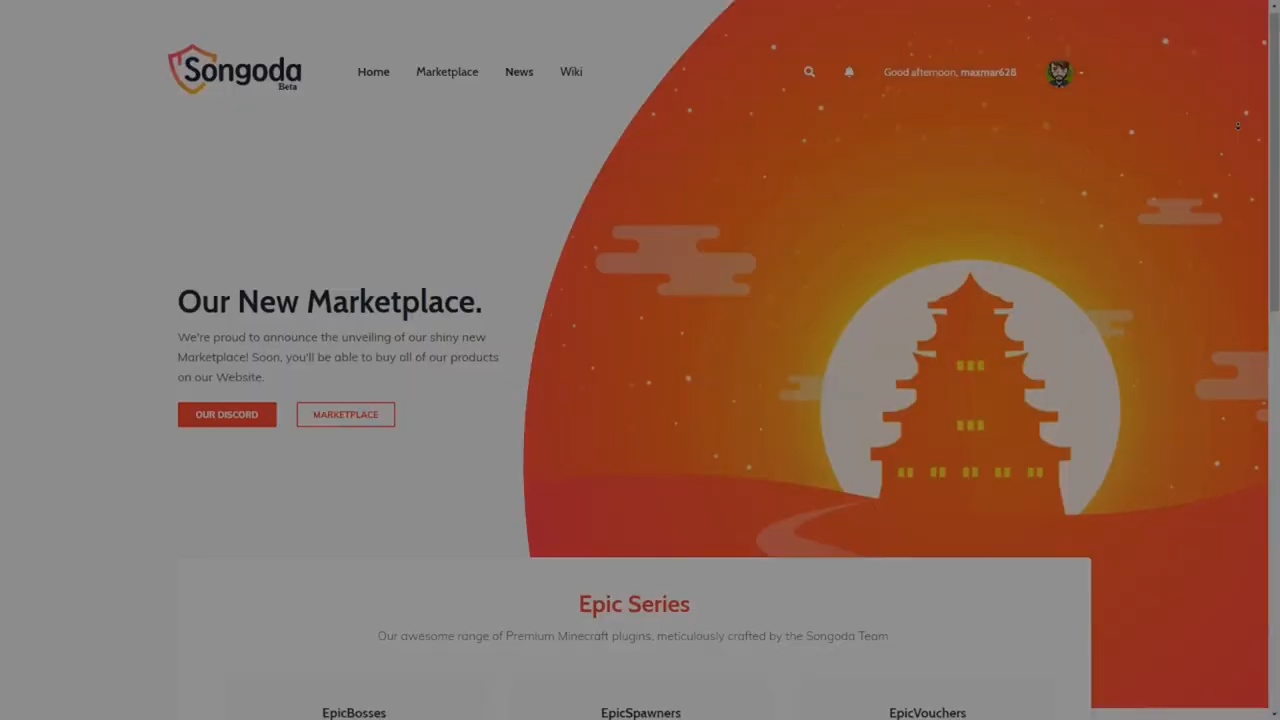 Songoda
Beta
Home
Marketplace
News
Wiki
Good afternoon, maxmar628
Our New Marketplace.
We're proud to announce the unveiling of our shiny new
Marketplace! Soon, you'll be able to buy all of our products
on our Website.
OUR DISCORD
MARKETPLACE
Epic Series
Our awesome range of Premium Minecraft plugins, meticulously crafted by the Songoda Team
EpicBosses
EpicSpawners
EpicVouchers